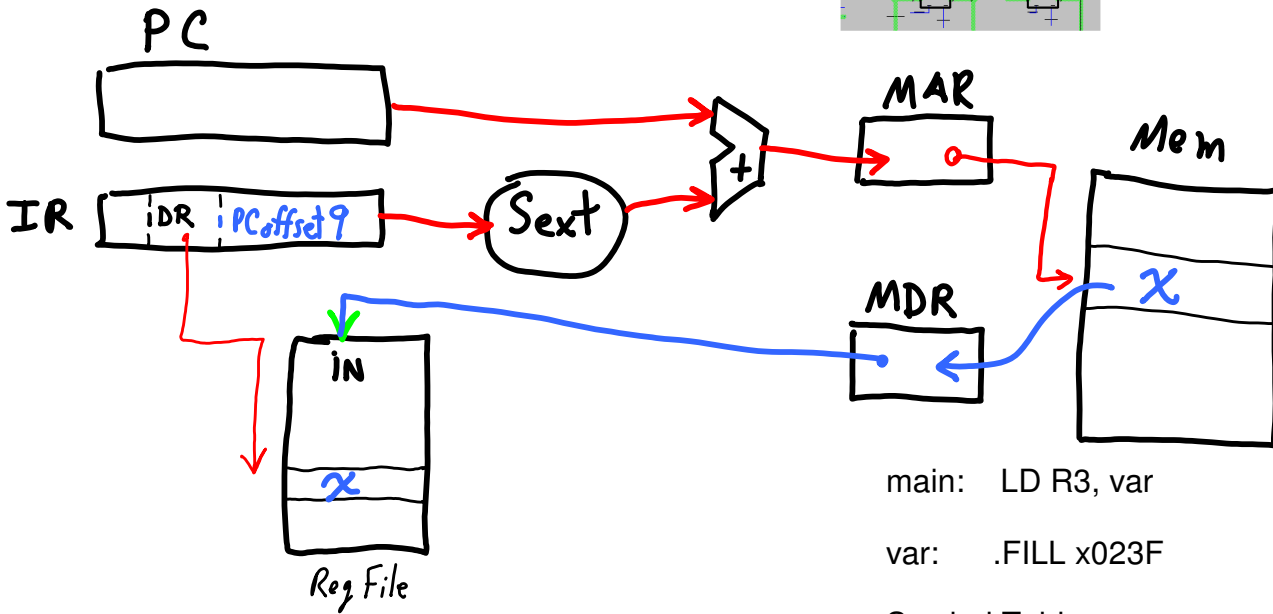 PC
MAR
Mem
+
IR
DR
PCoffset9
Sext
x
MDR
iN
x
main: LD R3, var
var: .FILL x023F
Reg File